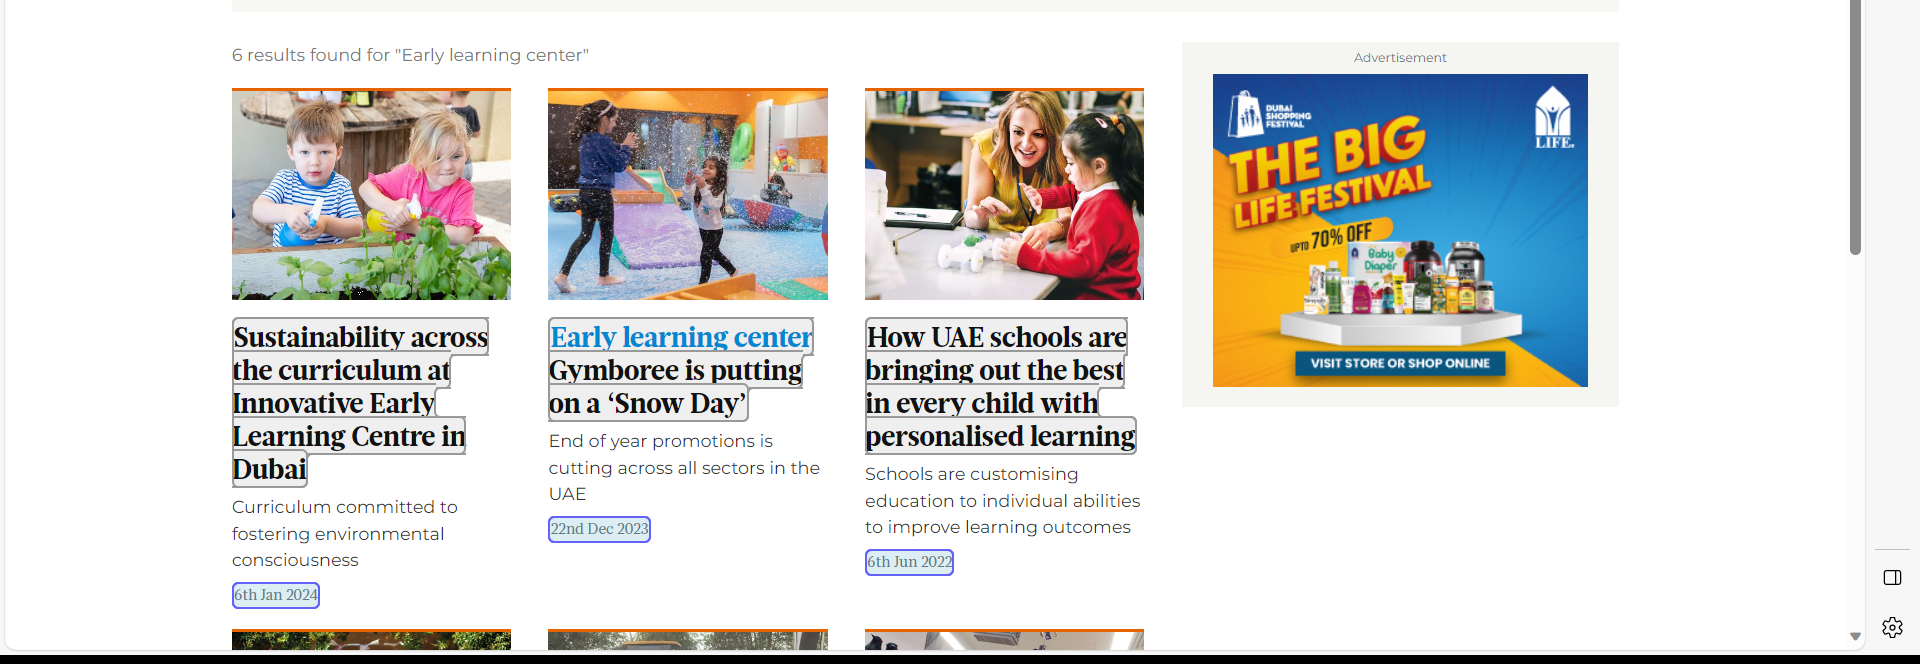 6 results found for "Early learning center"
Sustainability across
the curriculum at
Innovative Early
Learning Centre in
Dubai
Curriculum committed to
fostering environmental
consciousness
6th Jan 2024
Early learning center
Gymboree is putting
on a ‘Snow Day’
End of year promotions is
cutting across all sectors in the
UAE
22nd Dec 2023
How UAE schools are
bringing out the best
in every child with
personalised learning
Schools are customising
education to individual abilities
to improve learning outcomes
6th Jun 2022
Advertisement
DUBAI
SHOPPING
FESTIVAL
LIFE.
THE BIG
LIFE FESTIVAL
UPTO 70% OFF
Baby
Diaper
VISIT STORE OR SHOP ONLINE